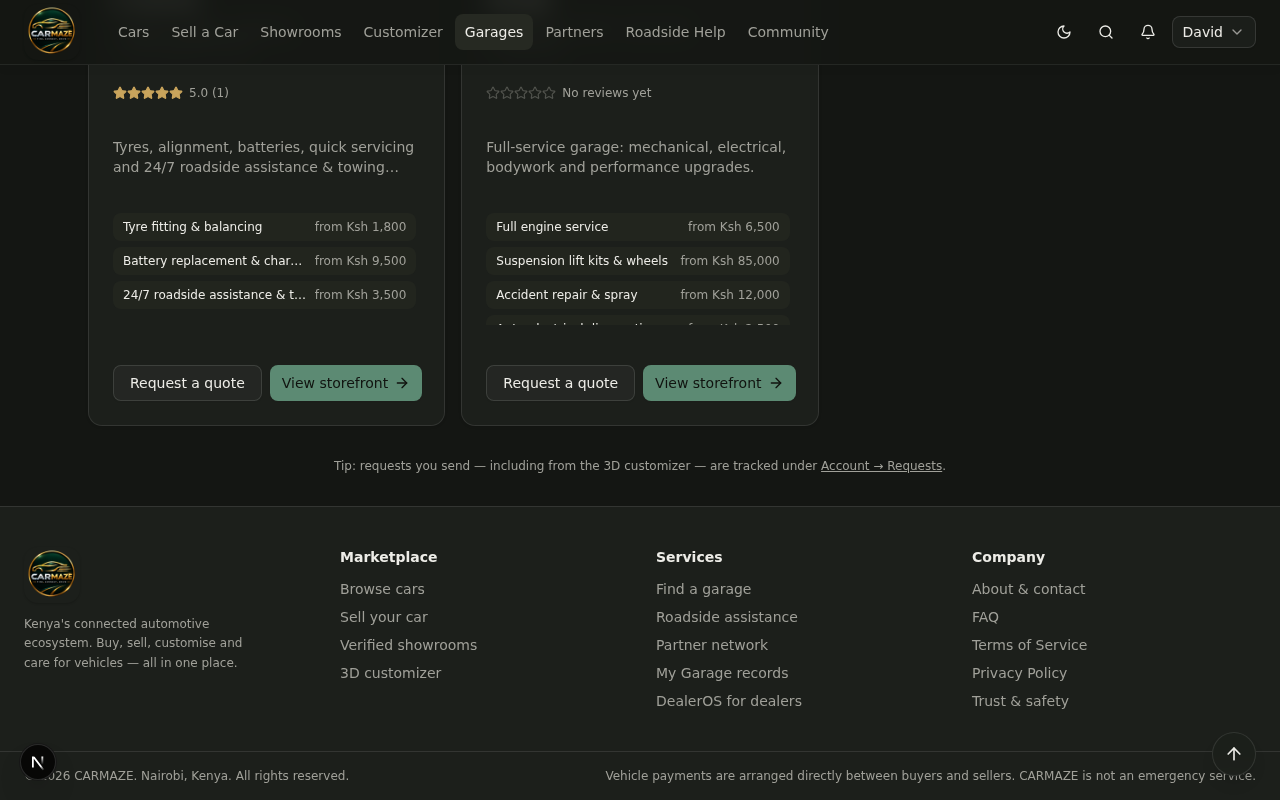 CARMAZE
Cars
Sell a Car
Showrooms
Customizer
Garages
Partners
Roadside Help
Community
David
5.0 (1)
Tyres, alignment, batteries, quick servicing
and 24/7 roadside assistance & towing…
Tyre fitting & balancing from Ksh 1,800
Battery replacement & char… from Ksh 9,500
24/7 roadside assistance & t… from Ksh 3,500
Request a quote
View storefront
No reviews yet
Full-service garage: mechanical, electrical,
bodywork and performance upgrades.
Full engine service from Ksh 6,500
Suspension lift kits & wheels from Ksh 85,000
Accident repair & spray from Ksh 12,000
Request a quote
View storefront
Tip: requests you send — including from the 3D customizer — are tracked under Account → Requests.
CARMAZE
Kenya's connected automotive
ecosystem. Buy, sell, customise and
care for vehicles — all in one place.
Marketplace
Browse cars
Sell your car
Verified showrooms
3D customizer
Services
Find a garage
Roadside assistance
Partner network
My Garage records
DealerOS for dealers
Company
About & contact
FAQ
Terms of Service
Privacy Policy
Trust & safety
N
26 CARMAZE. Nairobi, Kenya. All rights reserved.
Vehicle payments are arranged directly between buyers and sellers. CARMAZE is not an emergency service.